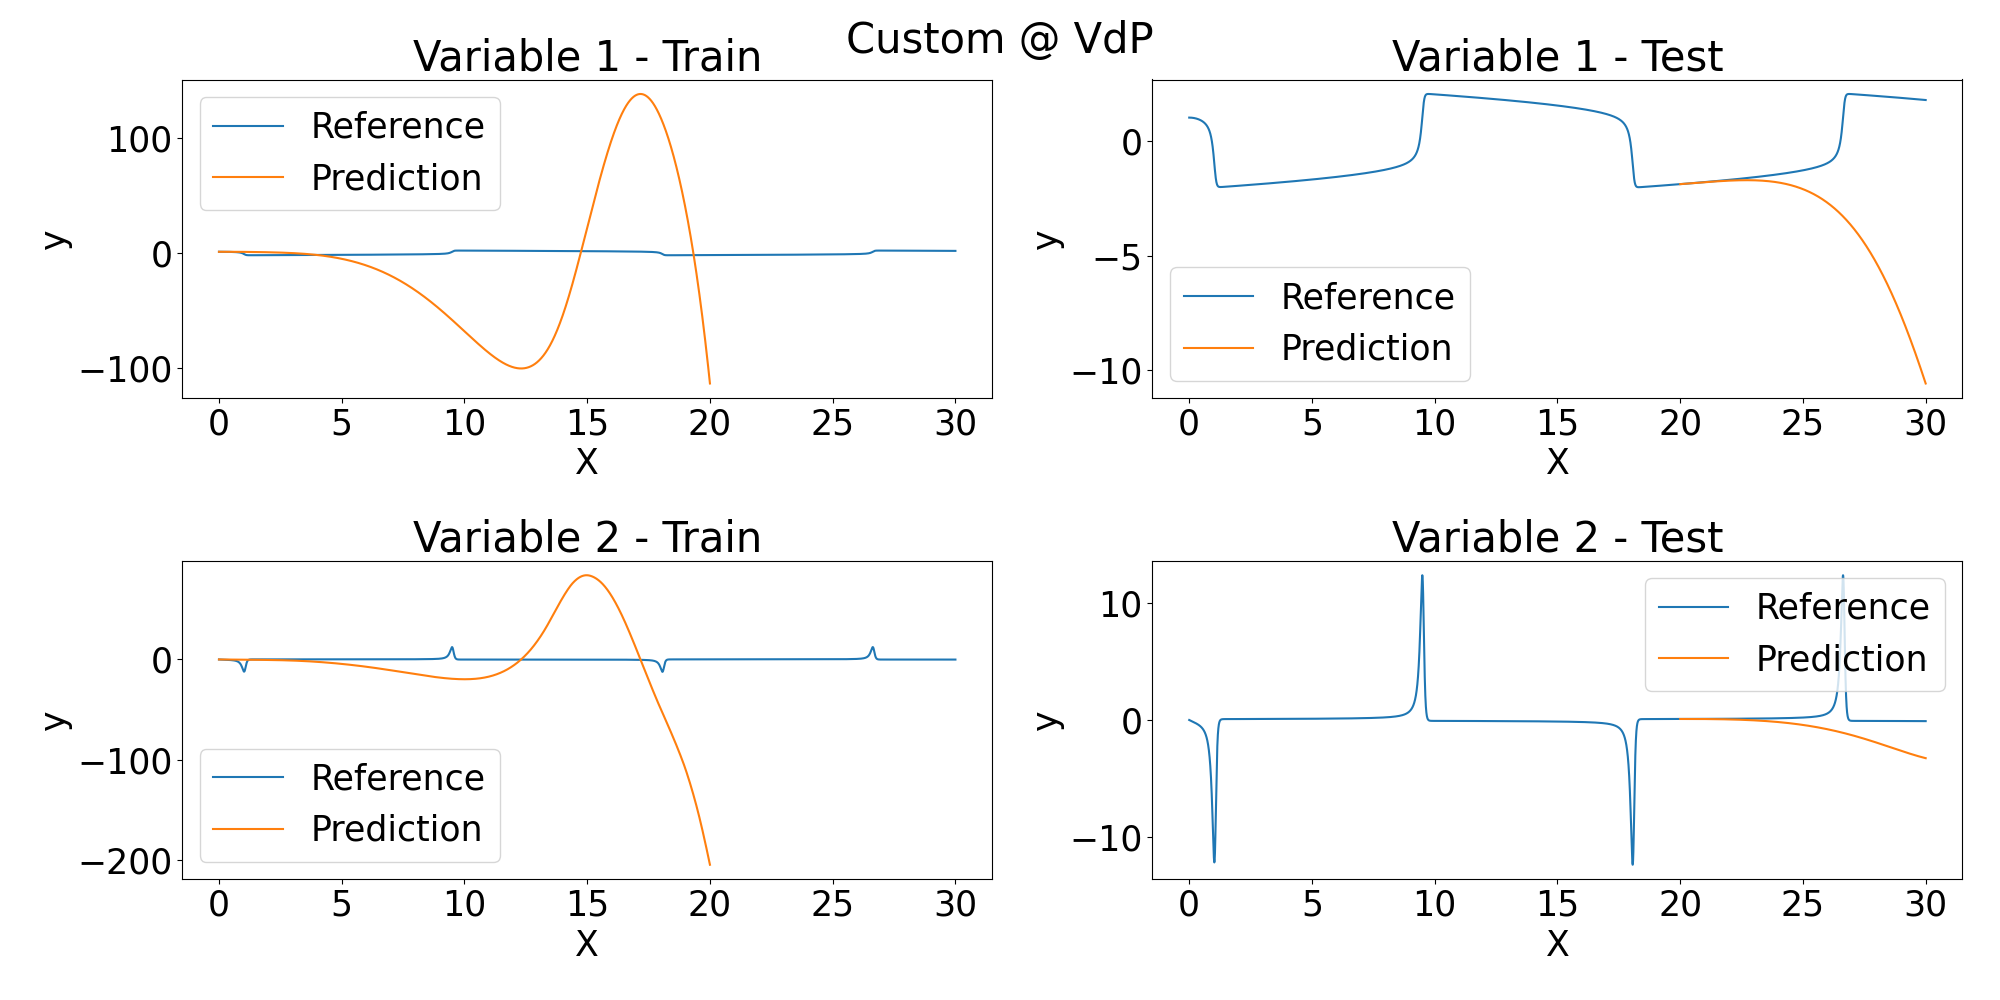 Custom @ VdP
Variable 1 - Train
100
0
−100
y
Reference
Prediction
0 5 10 15 20 25 30
X
Variable 1 - Test
0
−5
−10
y
Reference
Prediction
0 5 10 15 20 25 30
X
Variable 2 - Train
0
−100
−200
y
Reference
Prediction
0 5 10 15 20 25 30
X
Variable 2 - Test
10
0
−10
y
Reference
Prediction
0 5 10 15 20 25 30
X